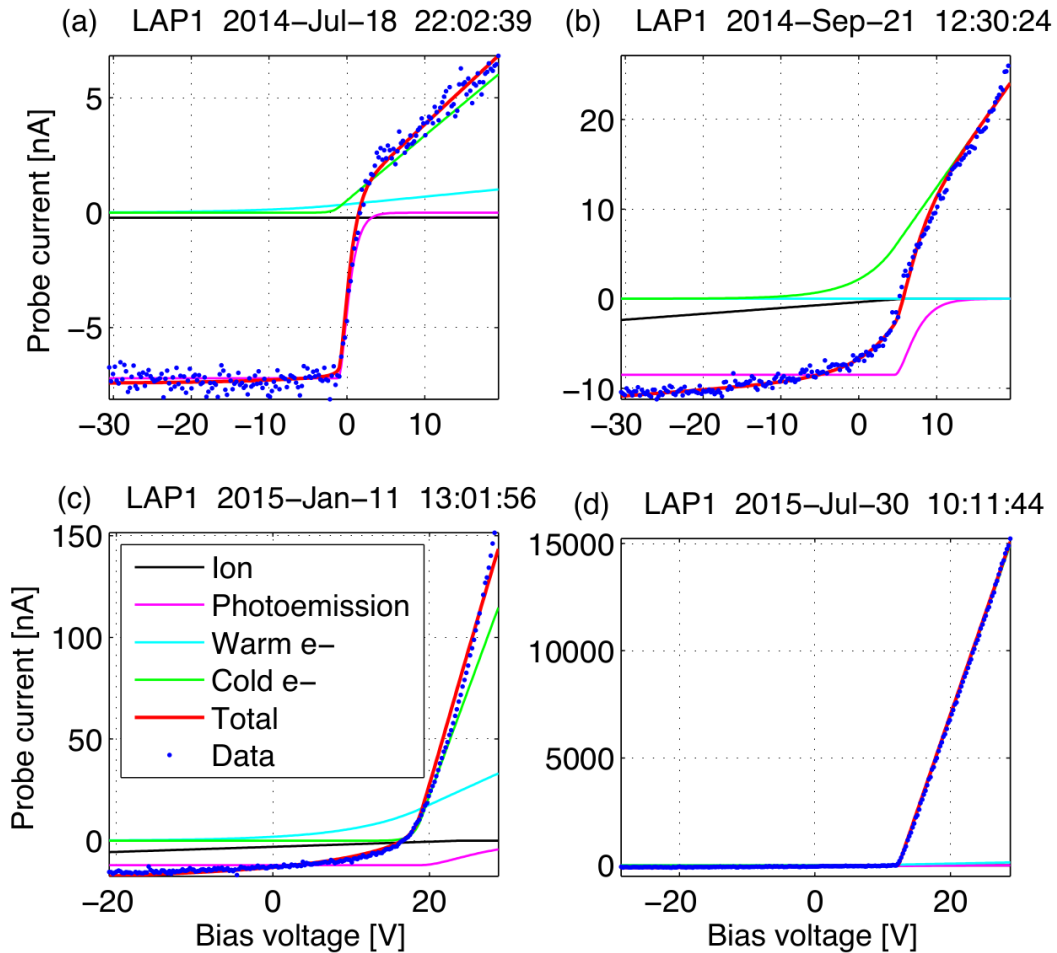 (a) LAP1 2014-Jul-18 22:02:39
(b) LAP1 2014-Sep-21 12:30:24
Probe current [nA]
5
0
−5
−30 −20 −10 0 10
20
10
0
−10
−30 −20 −10 0 10
(c) LAP1 2015-Jan-11 13:01:56
(d) LAP1 2015-Jul-30 10:11:44
Probe current [nA]
150
100
50
0
Ion
Photoemission
Warm e−
Cold e−
Total
Data
−20 0 20
Bias voltage [V]
15000
10000
5000
0
−20 0 20
Bias voltage [V]